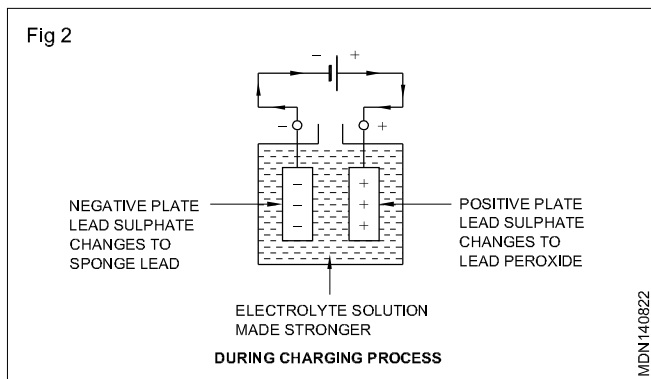 Fig 2
- +
- +
- +
- +
- +
NEGATIVE PLATE
LEAD SULPHATE
CHANGES TO
SPONGE LEAD
POSITIVE PLATE
LEAD SULPHATE
CHANGES TO
LEAD PEROXIDE
ELECTROLYTE SOLUTION
MADE STRONGER
DURING CHARGING PROCESS
MDN140822